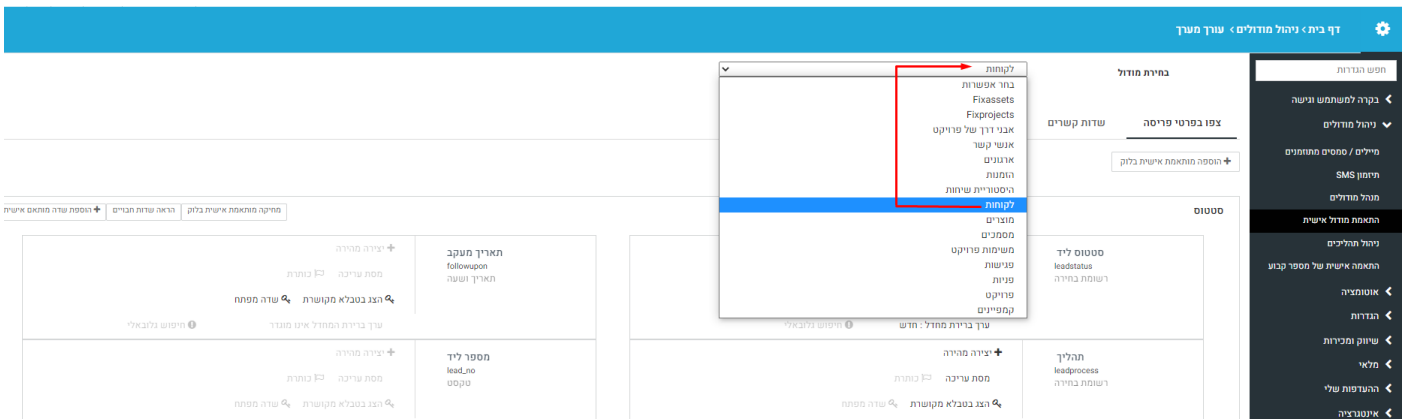 דף בית > ניהול מודולים > עורך מערך
חפש הגדרות
בקרה למשתמש וגישה
ניהול מודולים
מיילים / סמסים מתוזמנים
תיזמון SMS
מנהל מודולים
התאמת מודול אישית
ניהול תהליכים
התאמה אישית של מספר קבוע
אוטומציה
הגדרות
שיווק ומכירות
מלאי
ההעדפות שלי
אינטגרציה
בחירת מודול
לקוחות
בחר אפשרות
Fixassets
Fixprojects
אבני דרך של פרויקט
אנשי קשר
ארגונים
הזמנות
היסטוריית שיחות
לקוחות
מוצרים
מסמכים
משימות פרויקט
פגישות
פניות
פרויקט
קמפיינים
צפו בפרטי פריסה
שדות קשרים
+ הוספה מותאמת אישית בלוק
סטטוס
+ הוספת שדה מותאם אישית
הראה שדות חבויים
מחיקה מותאמת אישית בלוק
סטטוס ליד
leadstatus
רשומת בחירה
ערך ברירת מחדל : חדש
חיפוש גלובאלי
תאריך מעקב
followupon
תאריך ושעה
+ יצירה מהירה
מסת עריכה
כותרת
הצג בטבלא מקושרת
שדה מפתח
ערך ברירת המחדל אינו מוגדר
חיפוש גלובאלי
תהליך
leadprocess
רשומת בחירה
+ יצירה מהירה
מסת עריכה
כותרת
הצג בטבלא מקושרת
שדה מפתח
מספר ליד
lead_no
טקסט
+ יצירה מהירה
מסת עריכה
כותרת
הצג בטבלא מקושרת
שדה מפתח